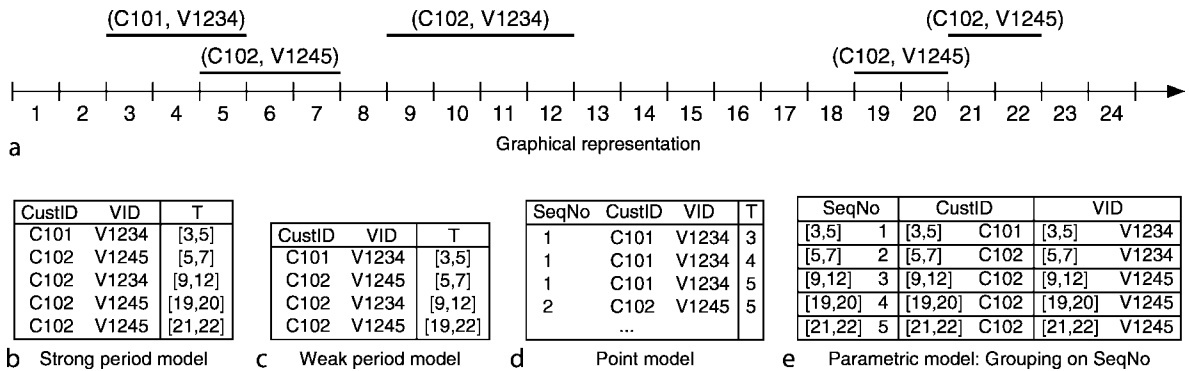 (C101, V1234) (C102, V1234) (C102, V1245)
(C102, V1245) (C102, V1245)
1 2 3 4 5 6 7 8 9 10 11 12 13 14 15 16 17 18 19 20 21 22 23 24
a Graphical representation
CustID VID T
C101 V1234 [3,5]
C102 V1245 [5,7]
C102 V1234 [9,12]
C102 V1245 [19,20]
C102 V1245 [21,22]
b Strong period model
CustID VID T
C101 V1234 [3,5]
C102 V1245 [5,7]
C102 V1234 [9,12]
C102 V1245 [19,22]
c Weak period model
SeqNo CustID VID T
1 C101 V1234 3
1 C101 V1234 4
1 C101 V1234 5
2 C102 V1245 5
...
d Point model
SeqNo CustID VID
[3,5] 1 [3,5] C101 [3,5] V1234
[5,7] 2 [5,7] C102 [5,7] V1234
[9,12] 3 [9,12] C102 [9,12] V1245
[19,20] 4 [19,20] C102 [19,20] V1245
[21,22] 5 [21,22] C102 [21,22] V1245
e Parametric model: Grouping on SeqNo